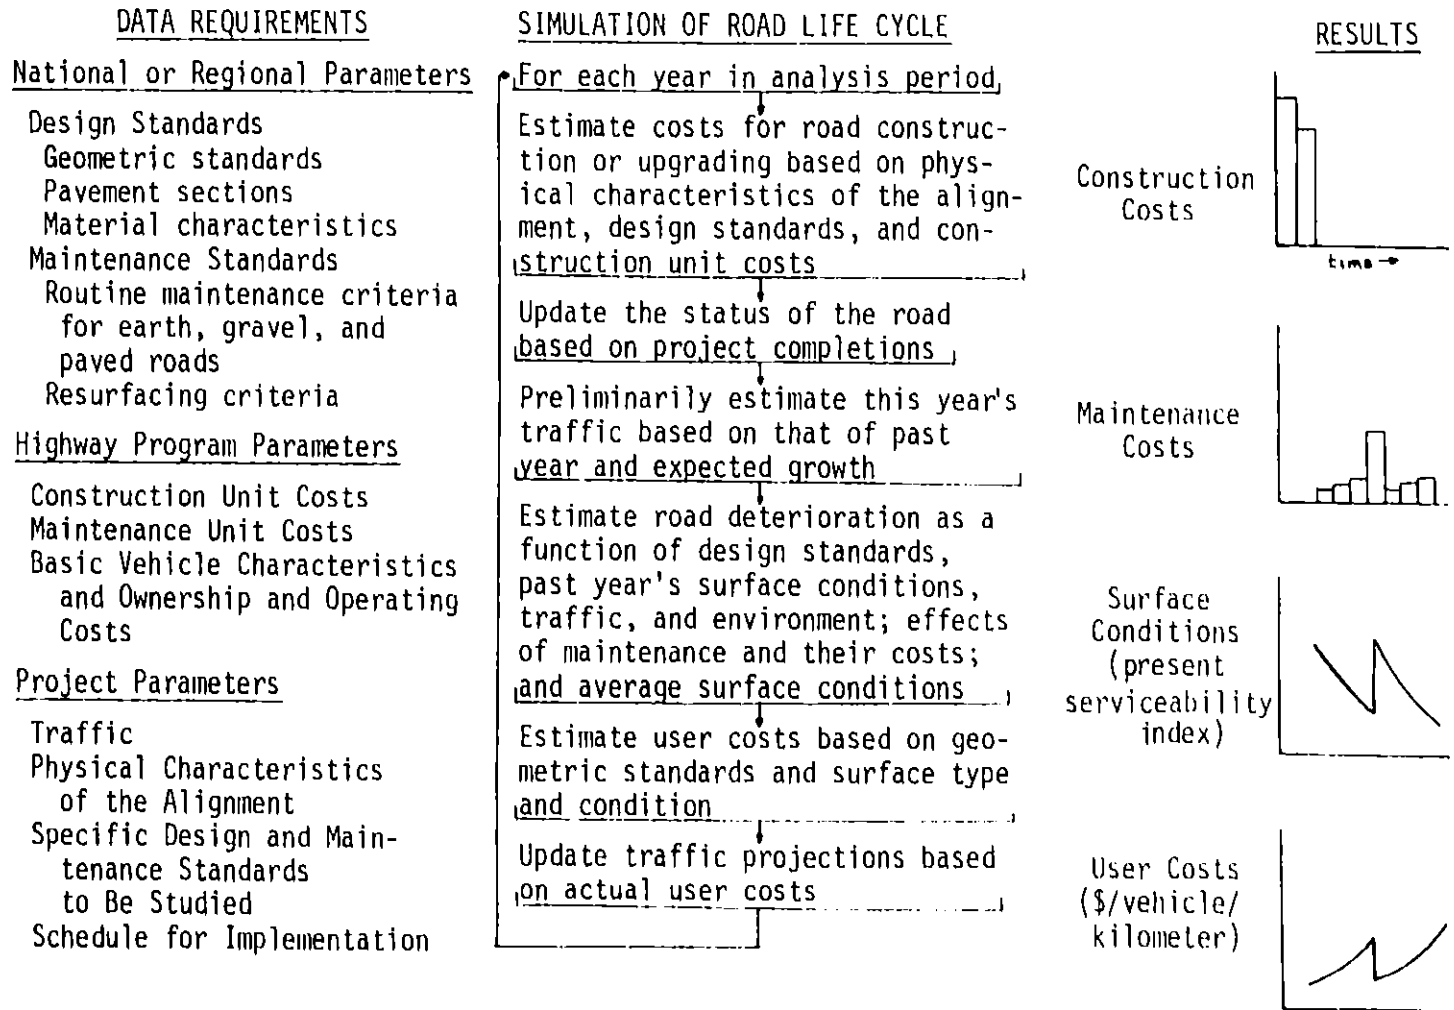 DATA REQUIREMENTS
National or Regional Parameters
Design Standards
Geometric standards
Pavement sections
Material characteristics
Maintenance Standards
Routine maintenance criteria
for earth, gravel, and
paved roads
Resurfacing criteria
Highway Program Parameters
Construction Unit Costs
Maintenance Unit Costs
Basic Vehicle Characteristics
and Ownership and Operating
Costs
Project Parameters
Traffic
Physical Characteristics
of the Alignment
Specific Design and Main-
tenance Standards
to Be Studied
Schedule for Implementation
SIMULATION OF ROAD LIFE CYCLE
For each year in analysis period
Estimate costs for road construc-
tion or upgrading based on phys-
ical characteristics of the align-
ment, design standards, and con-
struction unit costs
Update the status of the road
based on project completions
Preliminarily estimate this year's
traffic based on that of past
year and expected growth
Estimate road deterioration as a
function of design standards,
past year's surface conditions,
traffic, and environment; effects
of maintenance and their costs;
and average surface conditions
Estimate user costs based on geo-
metric standards and surface type
and condition
Update traffic projections based
on actual user costs
RESULTS
Construction
Costs
time →
Maintenance
Costs
Surface
Conditions
(present
serviceability
index)
User Costs
($/vehicle/
kilometer)